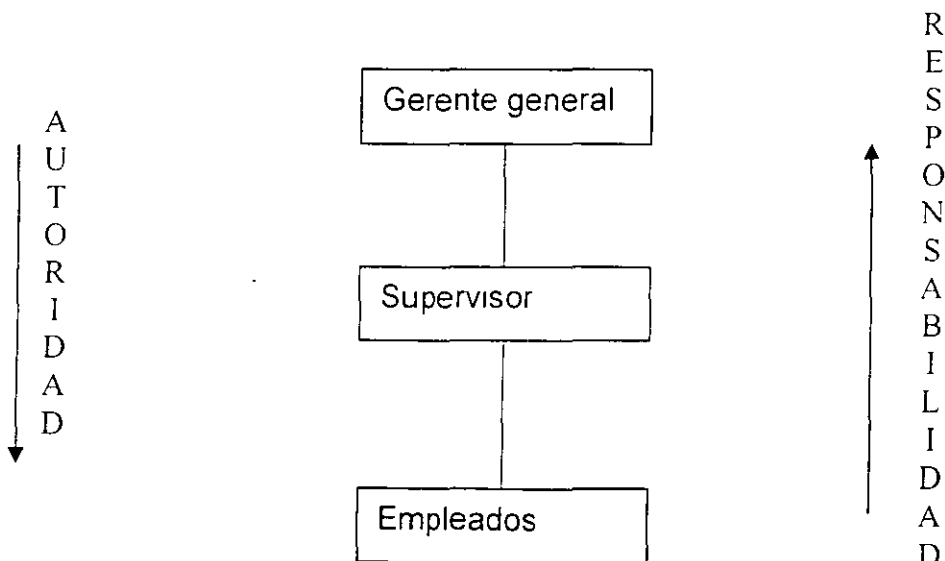 AUTORIDAD
Gerente general
Supervisor
Empleados
RESPONSABILIDAD